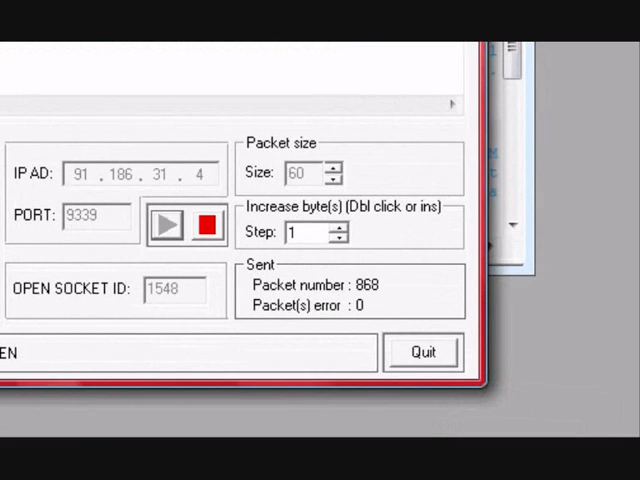 Packet size
IP AD: 91 . 186 . 31 . 4
Size: 60
PORT: 9339
Increase byte(s) (Dbl click or ins)
Step: 1
Sent
OPEN SOCKET ID: 1548
Packet number : 868
Packet(s) error : 0
EN
Quit